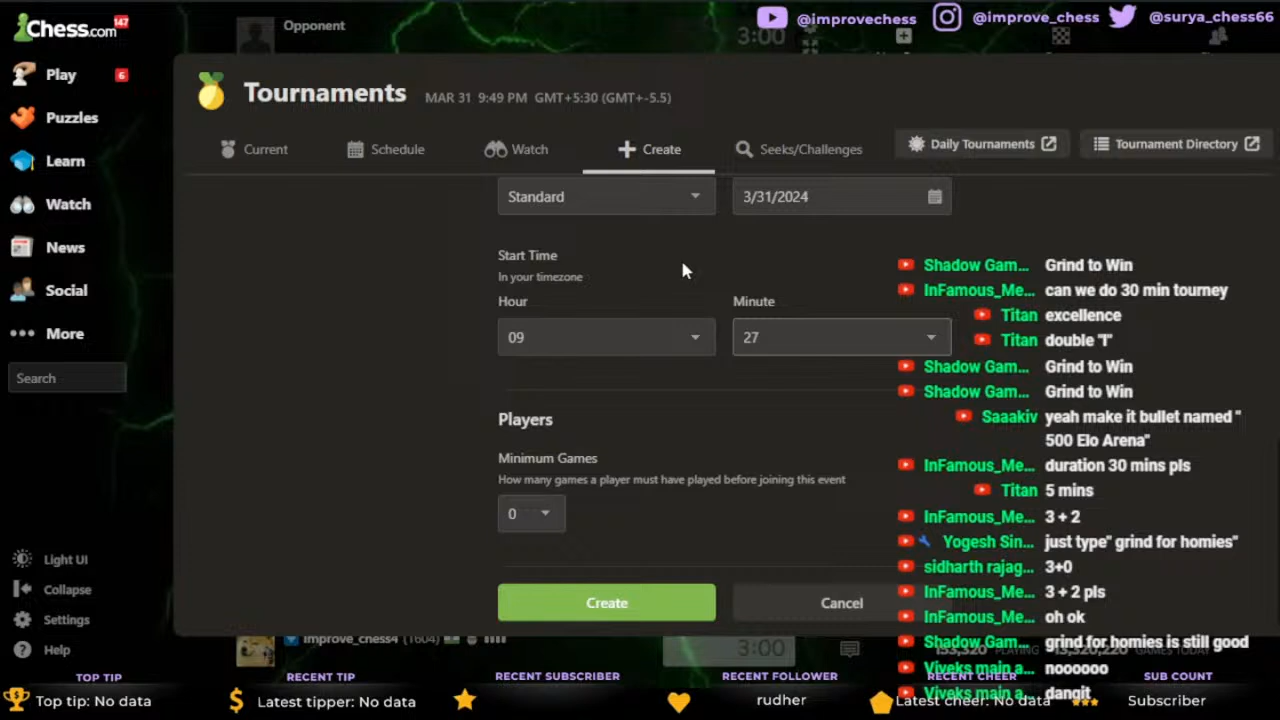 Chess.com
147
Opponent
3:00
@improvechess
@improve_chess
@surya_chess66
Play
6
Puzzles
Learn
Watch
News
Social
More
Search
Light UI
Collapse
Settings
Help
Tournaments
MAR 31 9:49 PM GMT+5:30 (GMT+-5.5)
Current
Schedule
Watch
Create
Seeks/Challenges
Daily Tournaments
Tournament Directory
Standard
3/31/2024
Start Time
In your timezone
Hour
Minute
09
27
Players
Minimum Games
How many games a player must have played before joining this event
0
Create
Cancel
Shadow Gam... Grind to Win
InFamous_Me... can we do 30 min tourney
Titan excellence
Titan double "I"
Shadow Gam... Grind to Win
Shadow Gam... Grind to Win
Saaakiv yeah make it bullet named "
500 Elo Arena"
InFamous_Me... duration 30 mins pls
Titan 5 mins
InFamous_Me... 3 + 2
Yogesh Sin... just type" grind for homies"
sidharth rajag... 3+0
InFamous_Me... 3 + 2 pls
InFamous_Me... oh ok
Shadow Gam... grind for homies is still good
Viveks main a... noooooo
Viveks main a... dangit
improve_chess4 (1604)
3:00
TOP TIP
Top tip: No data
RECENT TIP
Latest tipper: No data
RECENT SUBSCRIBER
RECENT FOLLOWER
rudher
RECENT CHEER
Latest cheer: No data
SUB COUNT
Subscriber